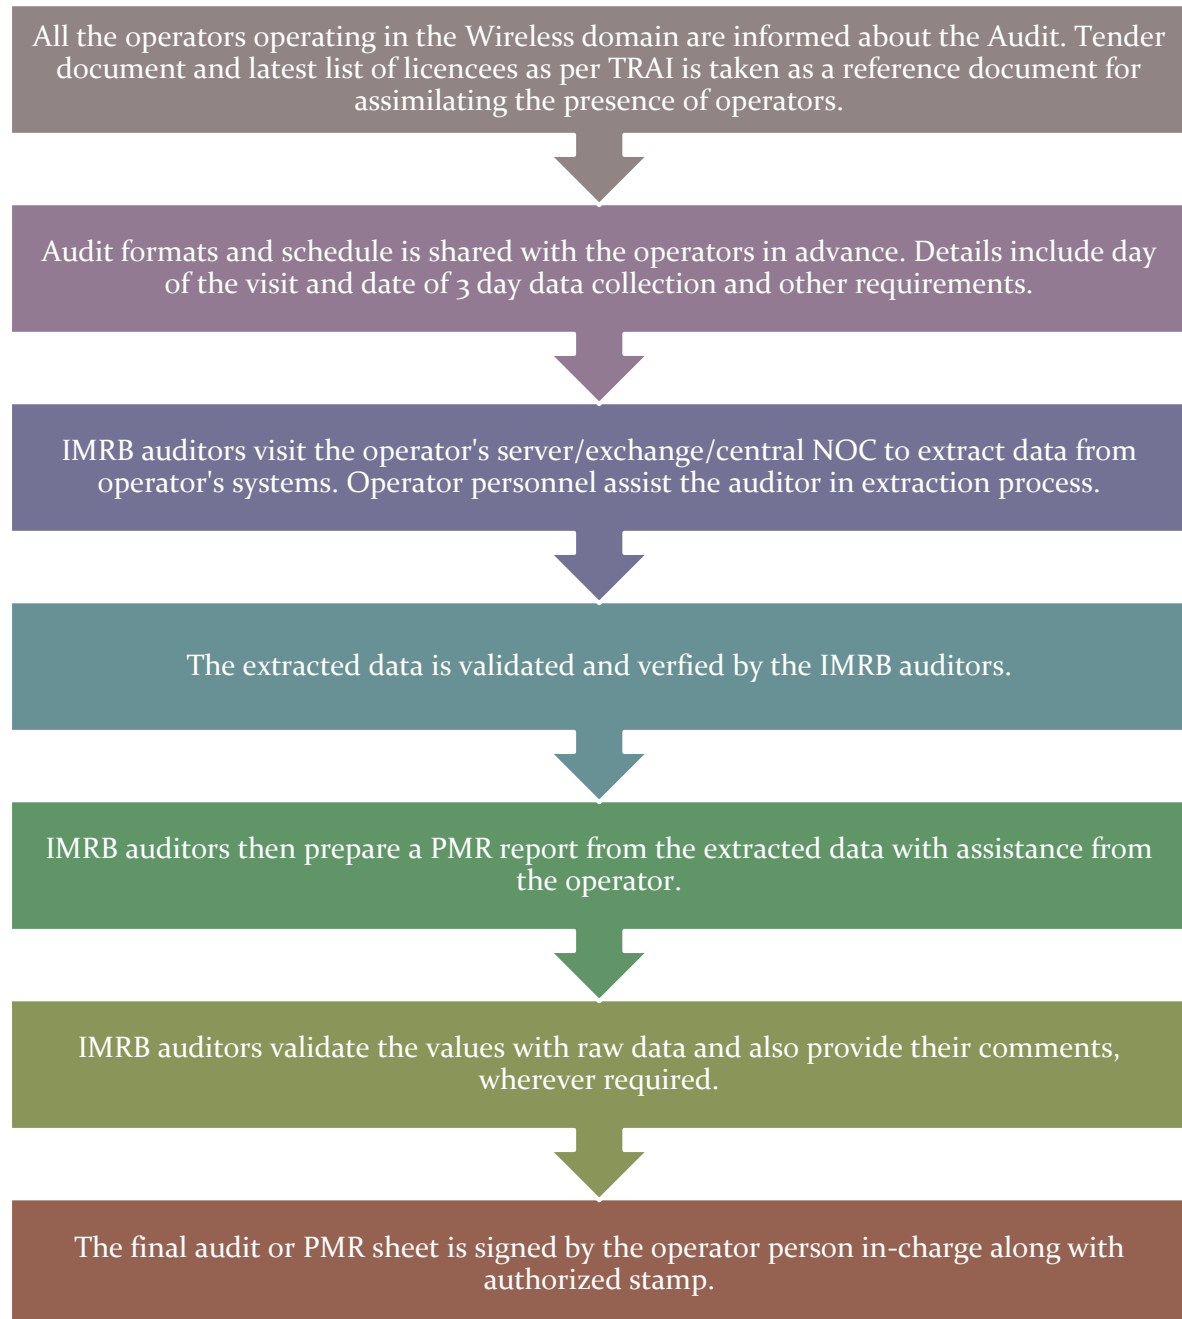 All the operators operating in the Wireless domain are informed about the Audit. Tender
document and latest list of licencees as per TRAI is taken as a reference document for
assimilating the presence of operators.
Audit formats and schedule is shared with the operators in advance. Details include day
of the visit and date of 3 day data collection and other requirements.
IMRB auditors visit the operator's server/exchange/central NOC to extract data from
operator's systems. Operator personnel assist the auditor in extraction process.
The extracted data is validated and verfied by the IMRB auditors.
IMRB auditors then prepare a PMR report from the extracted data with assistance from
the operator.
IMRB auditors validate the values with raw data and also provide their comments,
wherever required.
The final audit or PMR sheet is signed by the operator person in-charge along with
authorized stamp.